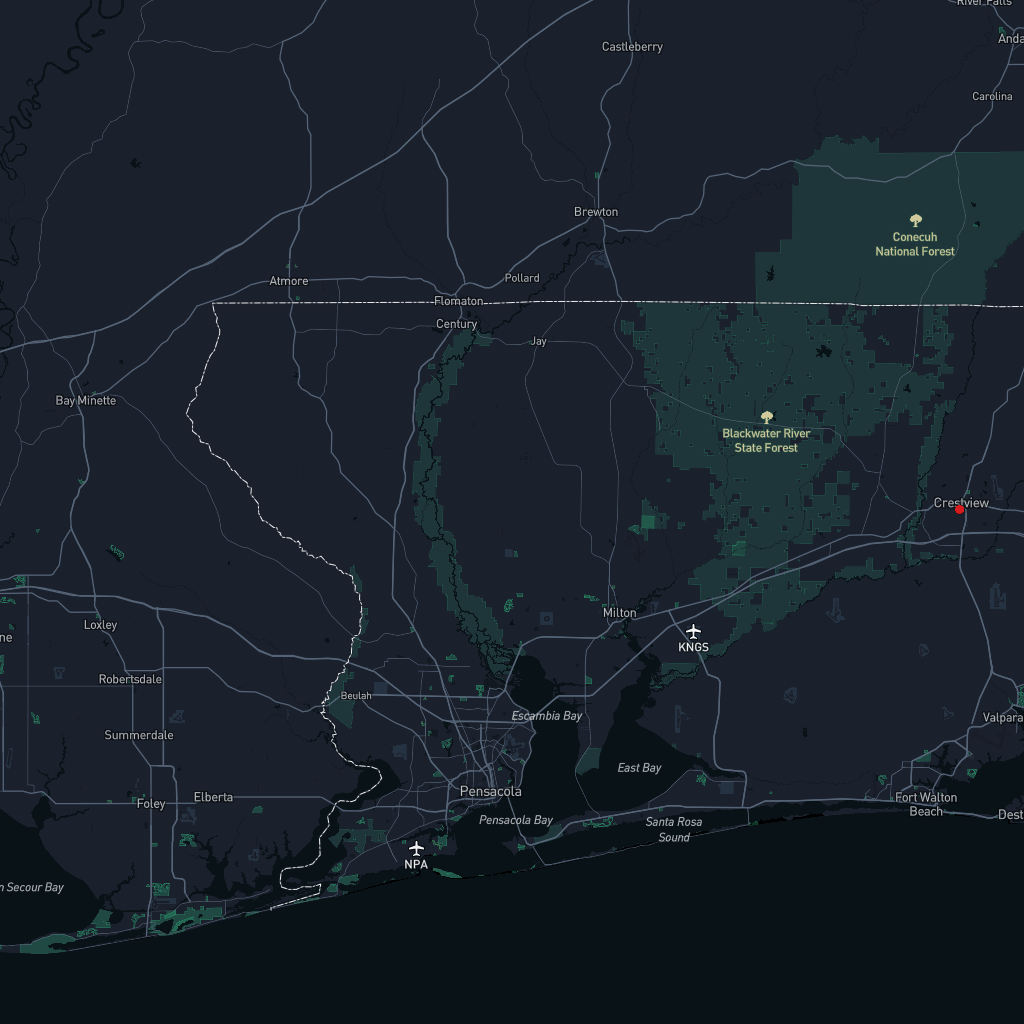 River Falls
Anda
Castleberry
Carolina
Brewton
Conecuh
National Forest
Pollard
Atmore
Flomaton
Century
Jay
Bay Minette
Blackwater River
State Forest
Crestview
Milton
Loxley
ne
KNGS
Robertsdale
Beulah
Escambia Bay
Valpara
Summerdale
East Bay
Pensacola
Elberta
Foley
Fort Walton
Beach
Dest
Pensacola Bay
Santa Rosa
Sound
NPA
n Secour Bay